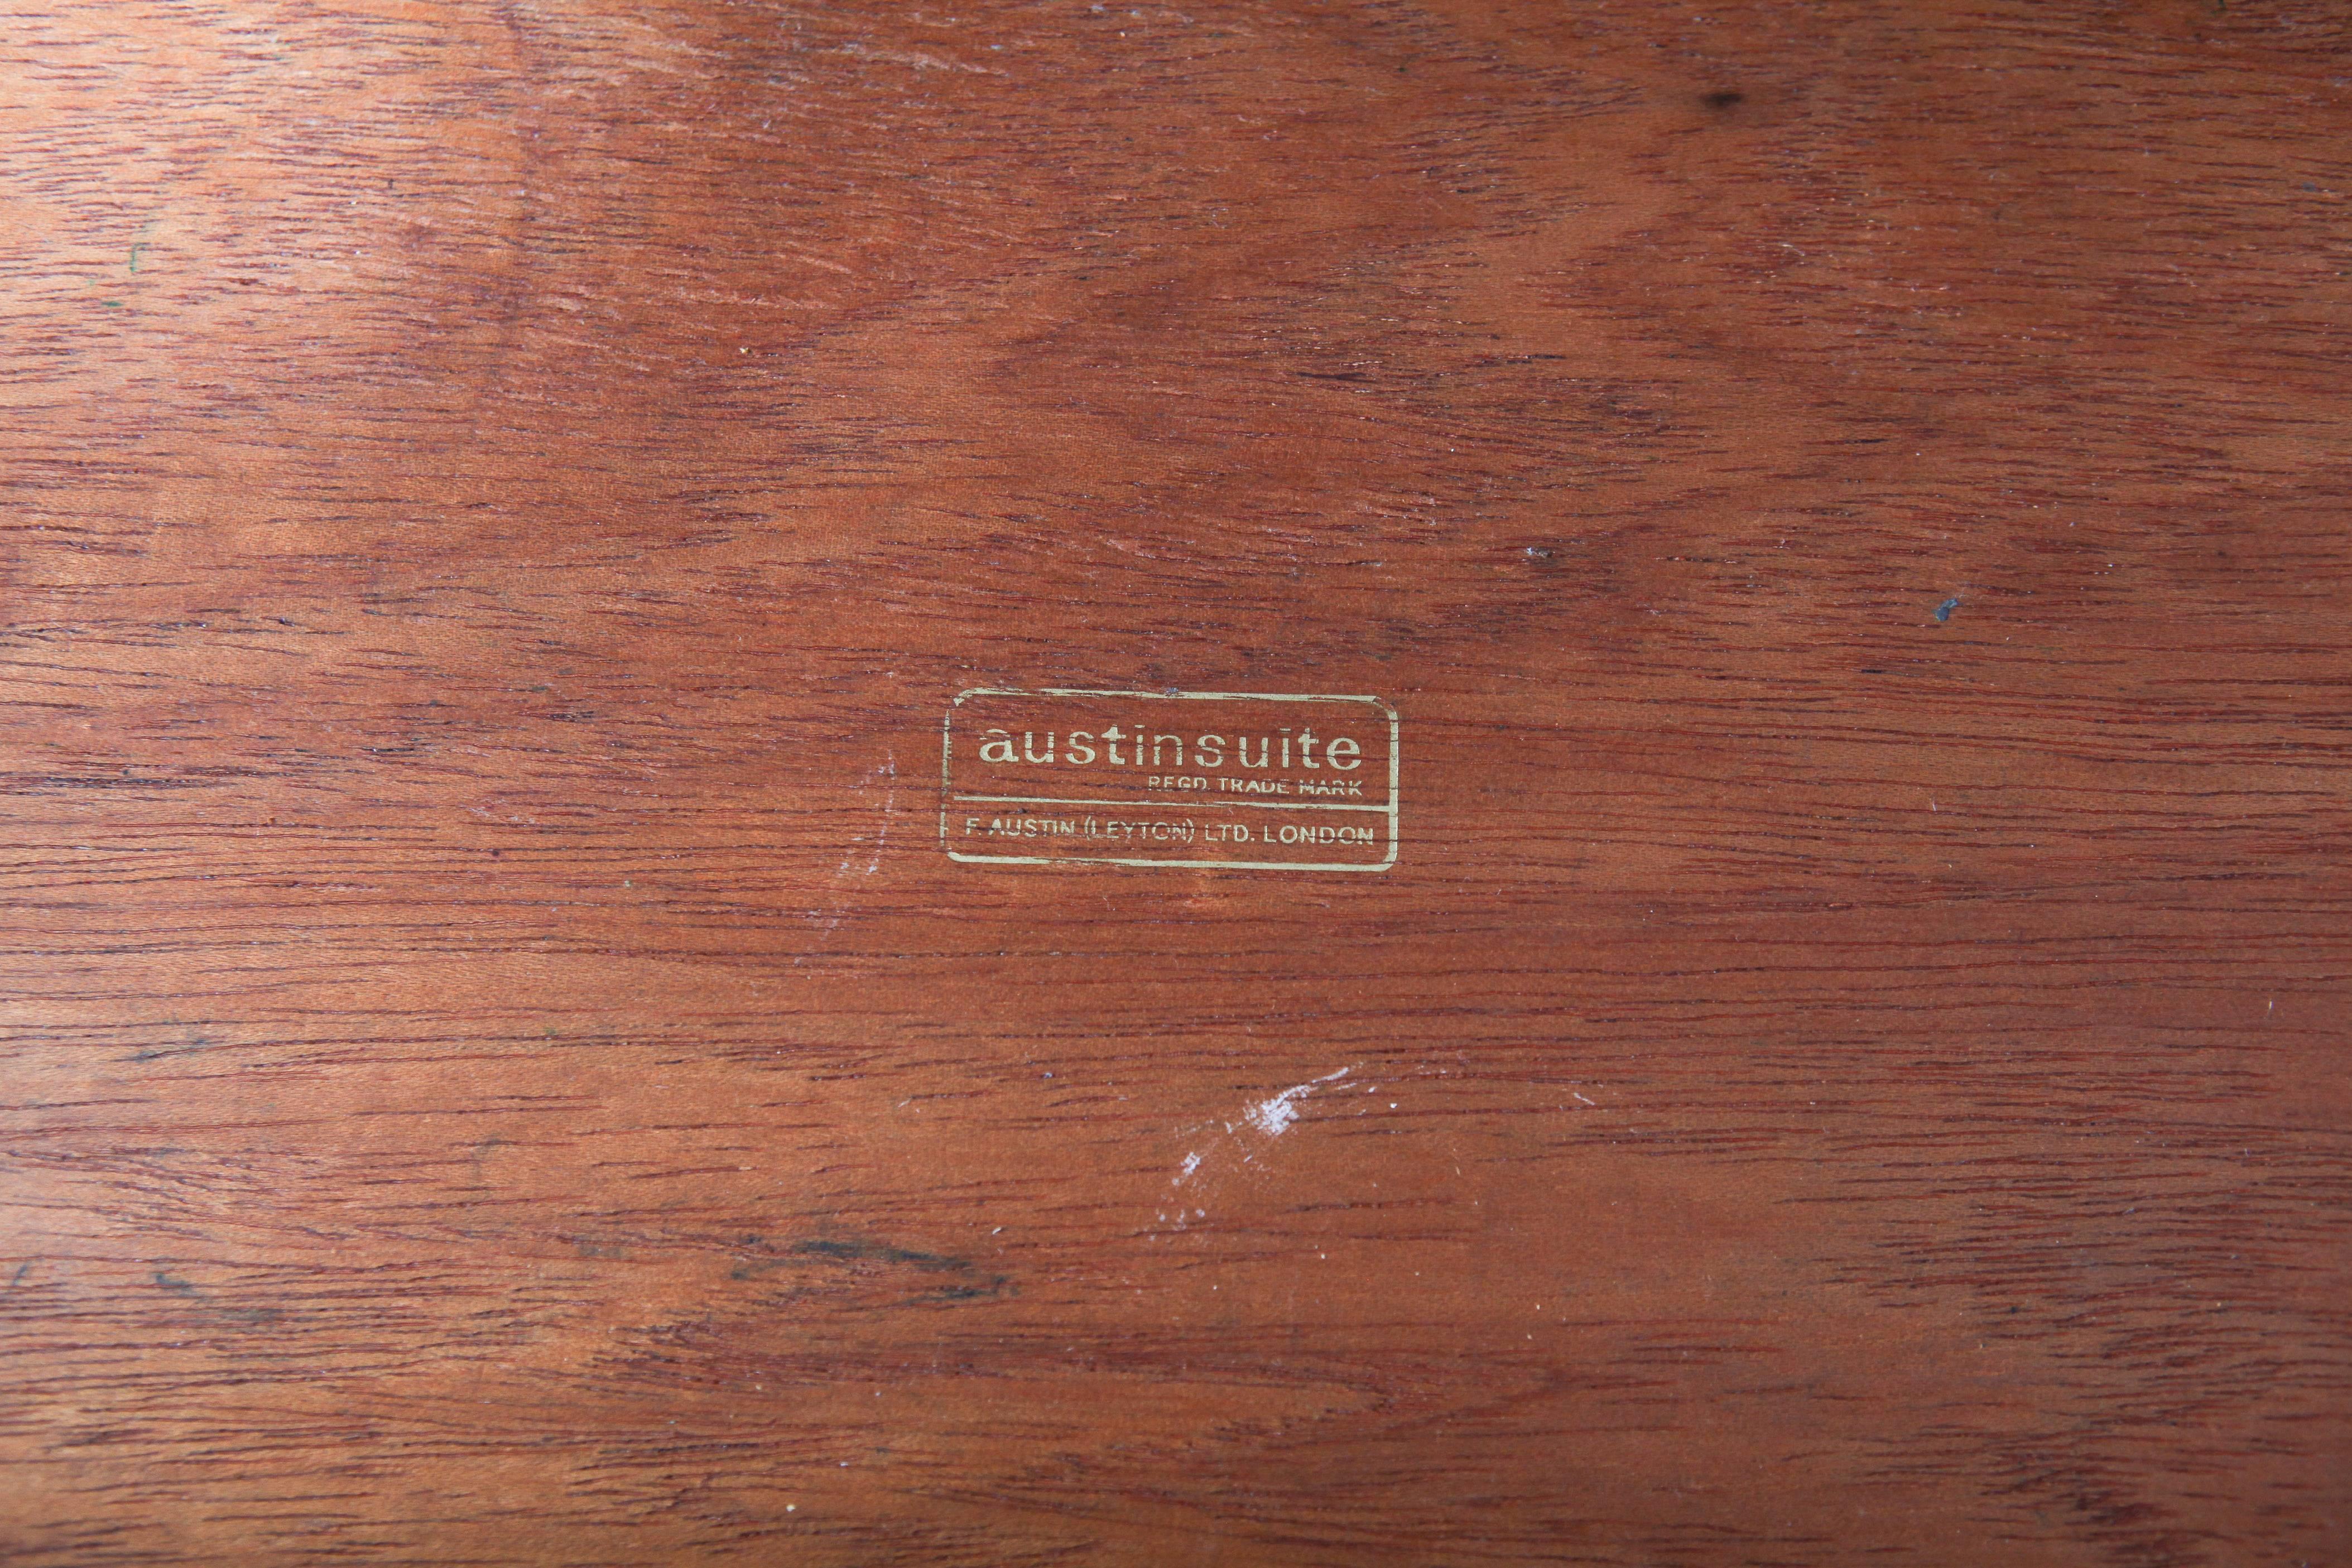 austinsuite
REGD. TRADE MARK
F. AUSTIN (LEYTON) LTD. LONDON